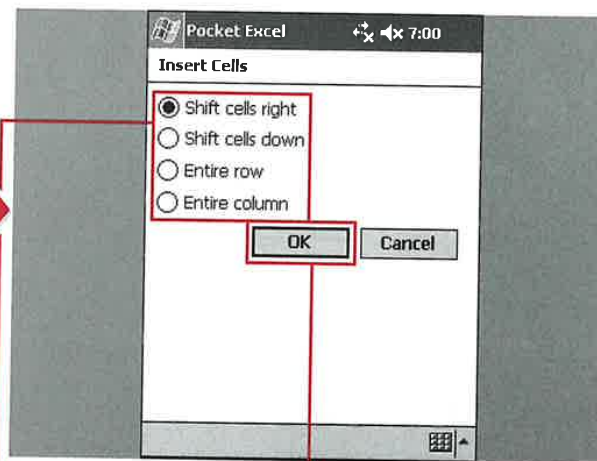 Pocket Excel 7:00
Insert Cells
Shift cells right
Shift cells down
Entire row
Entire column
OK Cancel